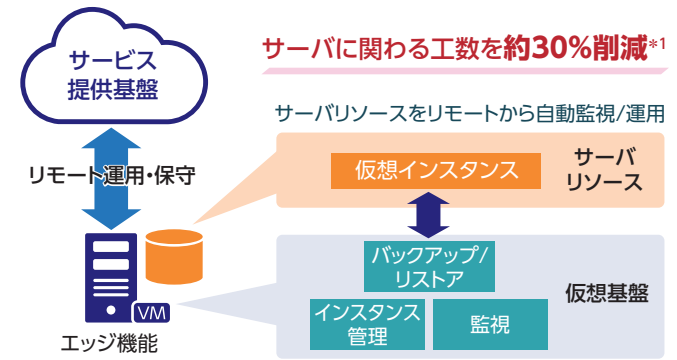 サービス
提供基盤
サーバに関わる工数を約30%削減*1
サーバリソースをリモートから自動監視/運用
リモート運用・保守
仮想インスタンス
サーバ
リソース
バックアップ/
リストア
インスタンス
管理
監視
仮想基盤
VM
エッジ機能